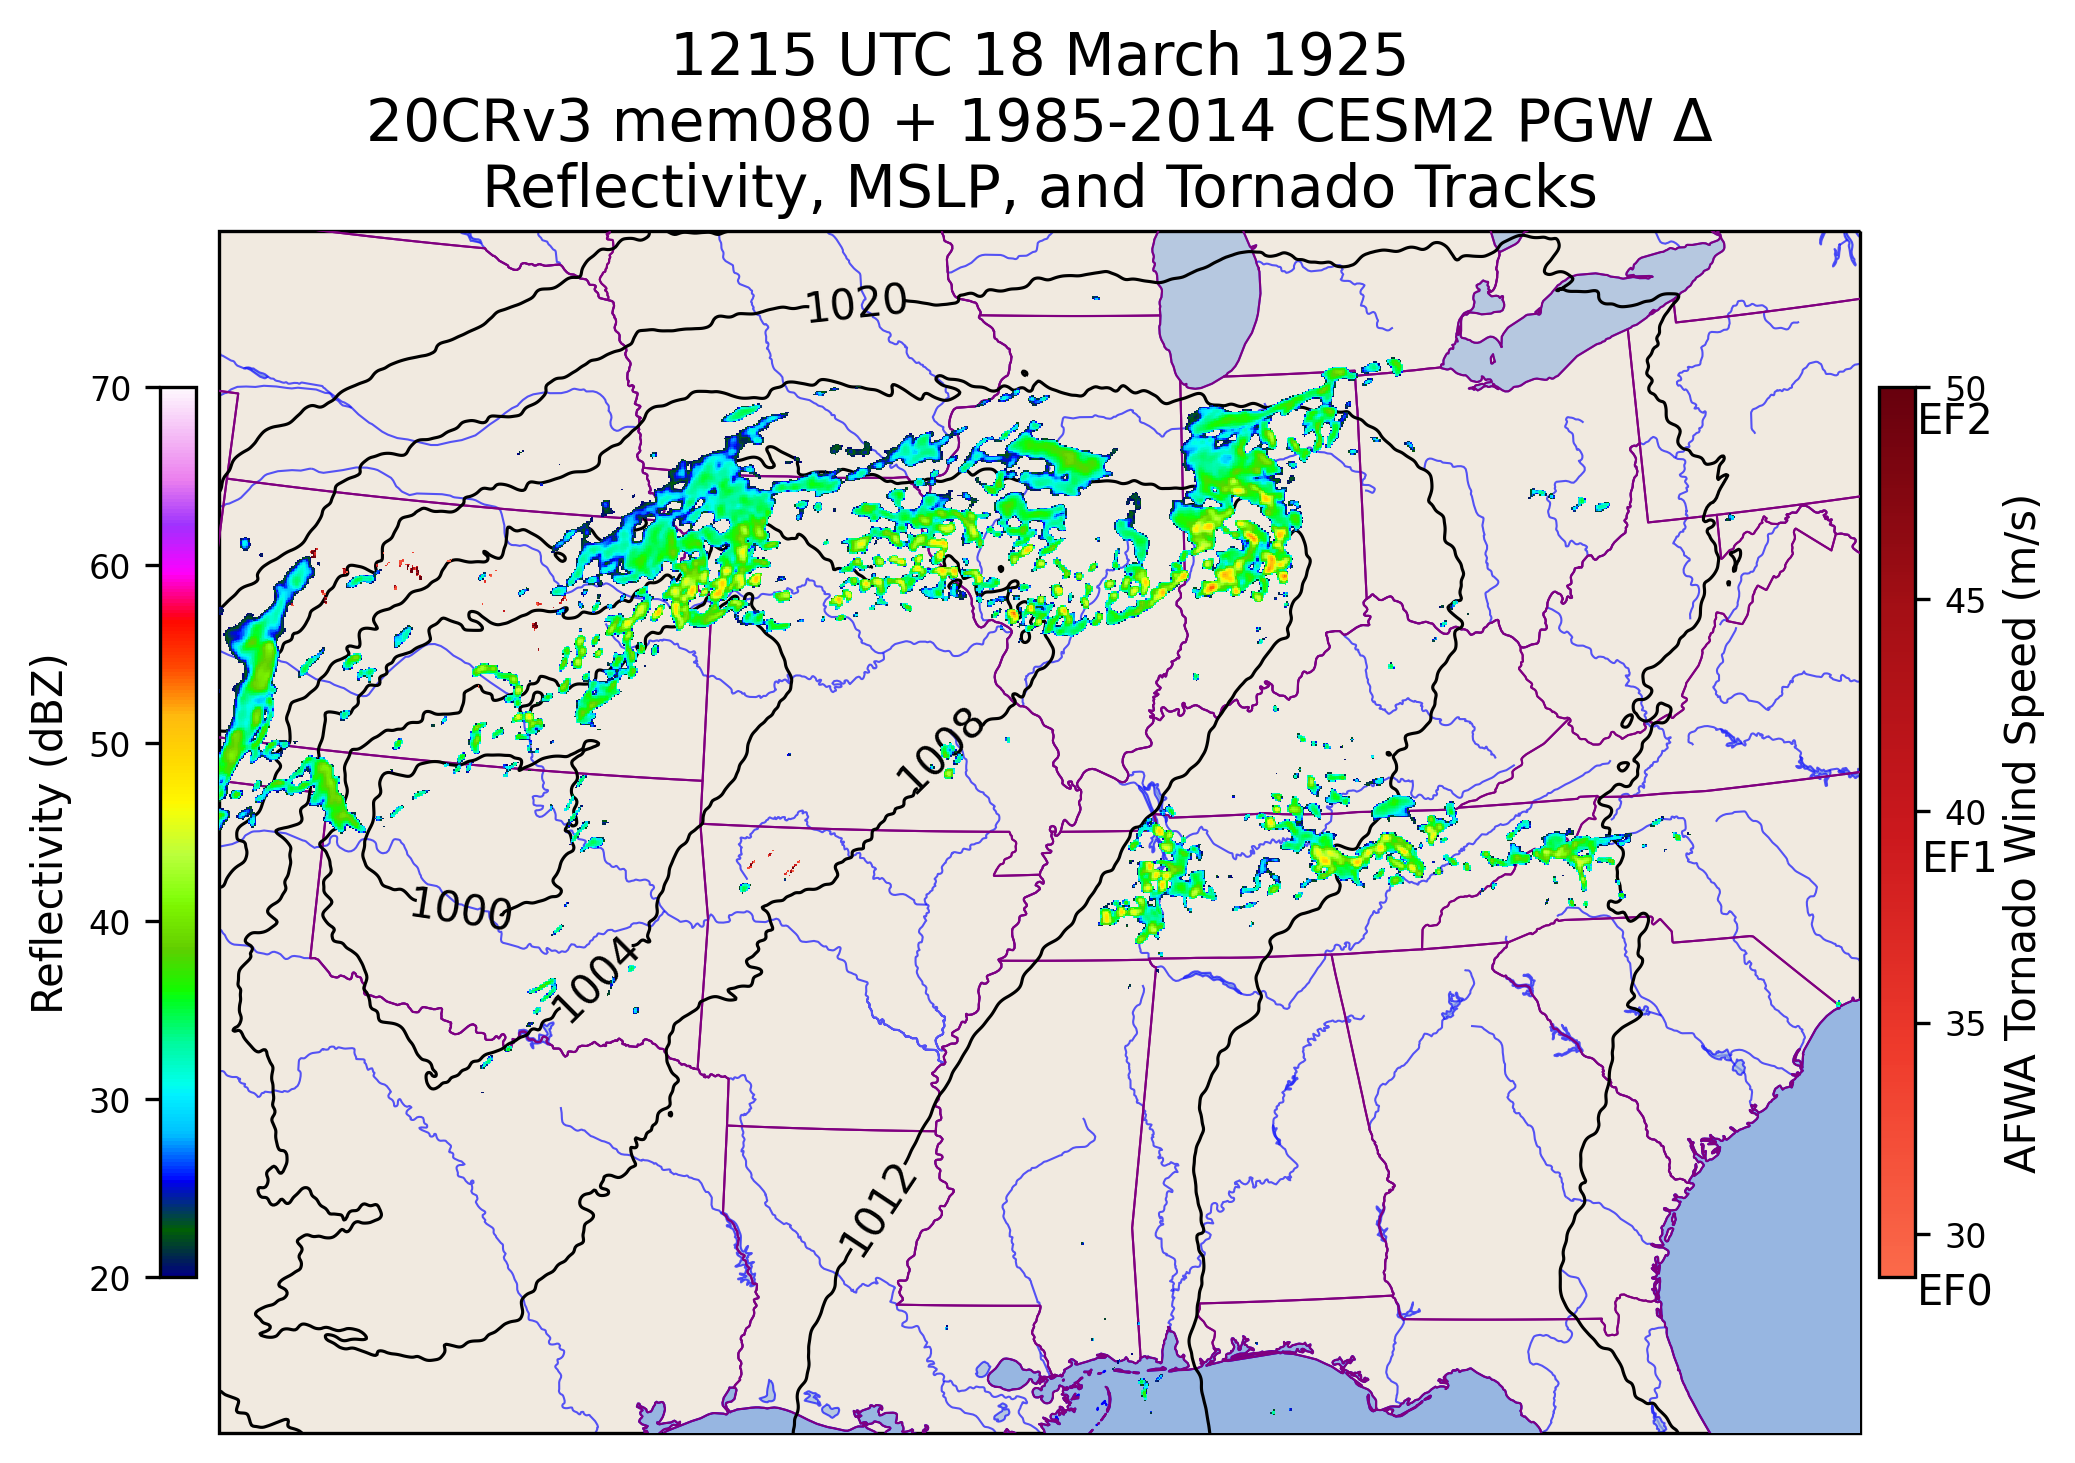 1215 UTC 18 March 1925
20CRv3 mem080 + 1985-2014 CESM2 PGW Δ
Reflectivity, MSLP, and Tornado Tracks
70
60
50
40
30
20
Reflectivity (dBZ)
1020
1008
1000
1004
1012
50
EF2
45
40
EF1
35
30
EF0
AFWA Tornado Wind Speed (m/s)